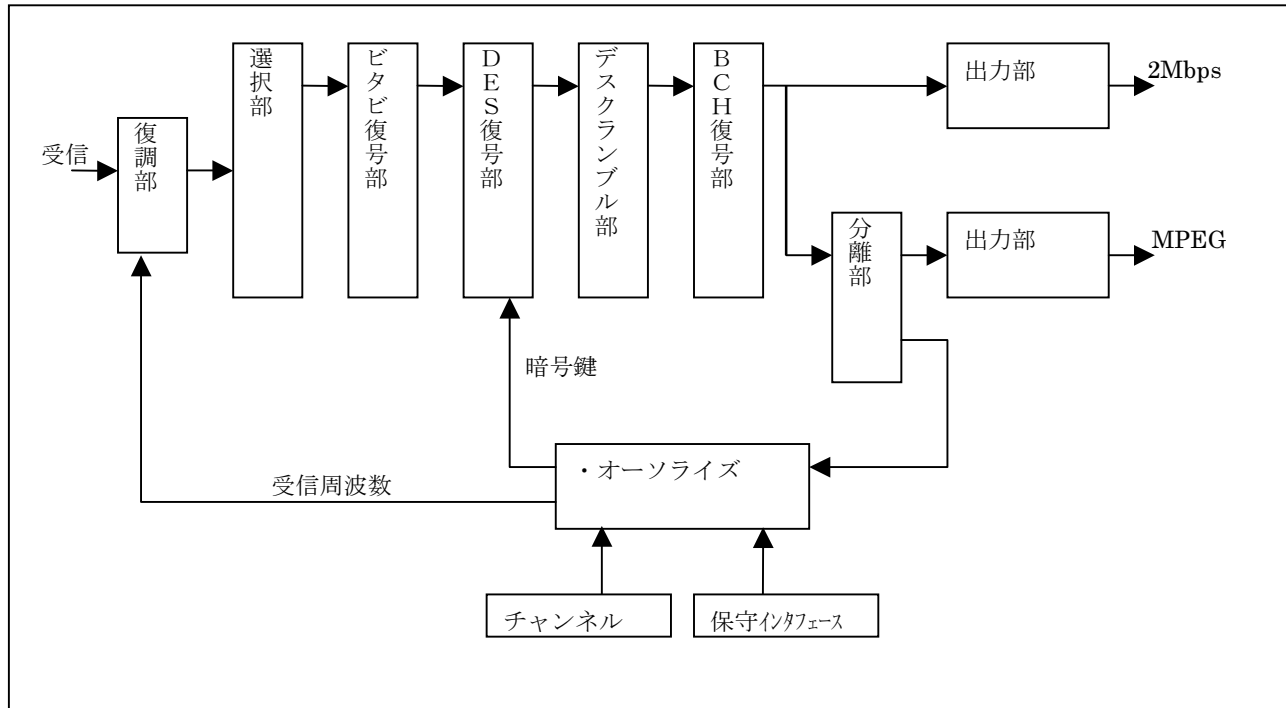 受信
復調部
選択部
ビタビ復号部
DES復号部
デスクランブル部
BCH復号部
出力部
2Mbps
分離部
出力部
MPEG
暗号鍵
・オーソライズ
受信周波数
チャンネル
保守インタフェース